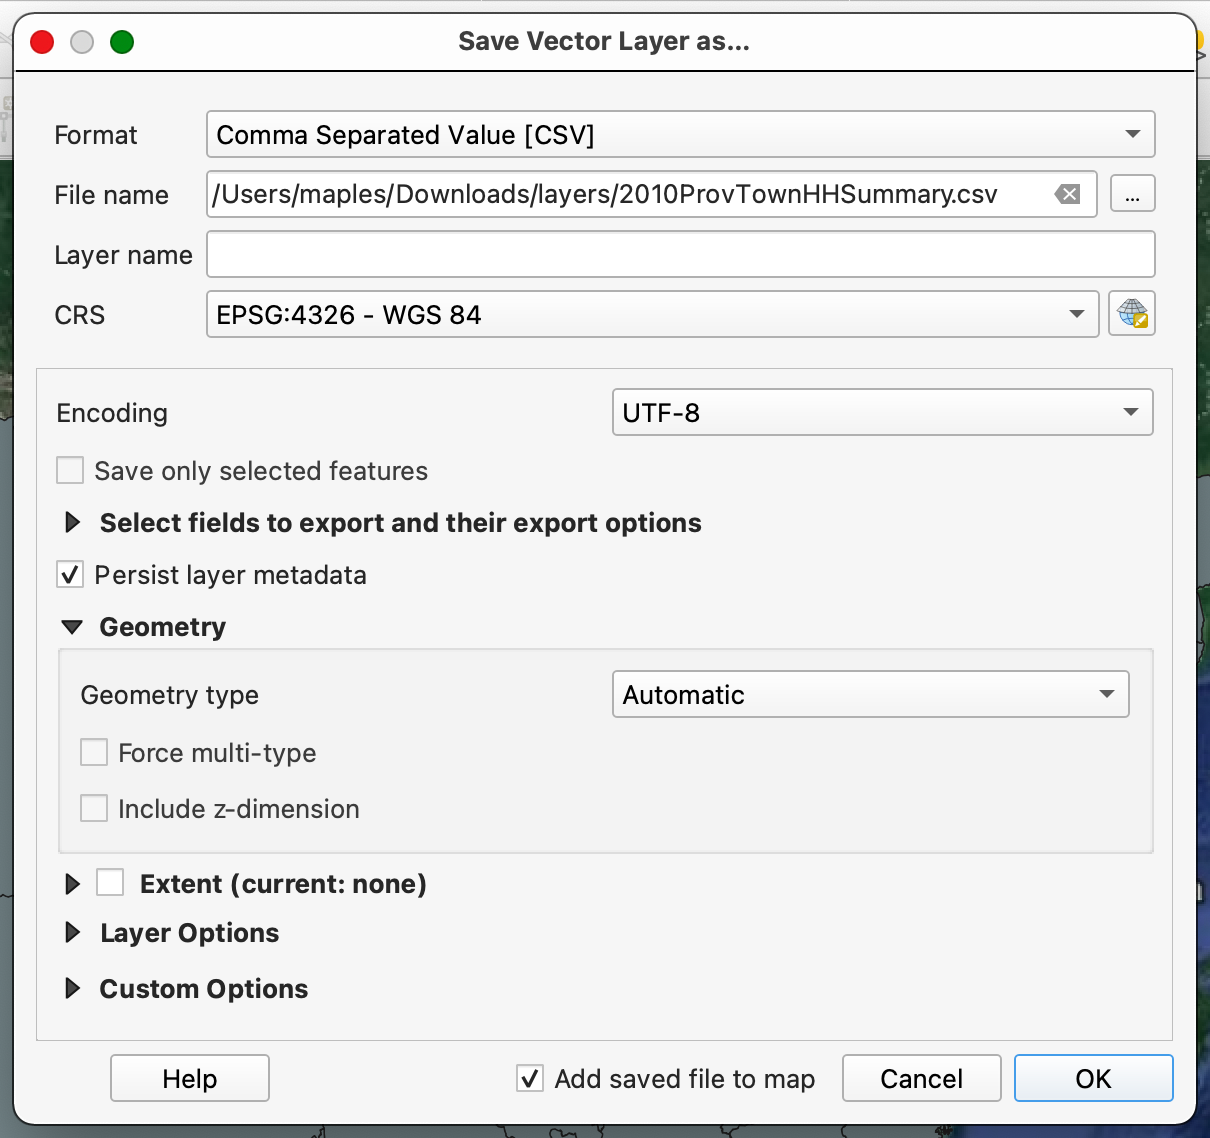 Save Vector Layer as...
Format Comma Separated Value [CSV]
File name /Users/maples/Downloads/layers/2010ProvTownHHSummary.csv ...
Layer name
CRS EPSG:4326 - WGS 84
Encoding UTF-8
Save only selected features
Select fields to export and their export options
Persist layer metadata
Geometry
Geometry type Automatic
Force multi-type
Include z-dimension
Extent (current: none)
Layer Options
Custom Options
Help Add saved file to map Cancel OK